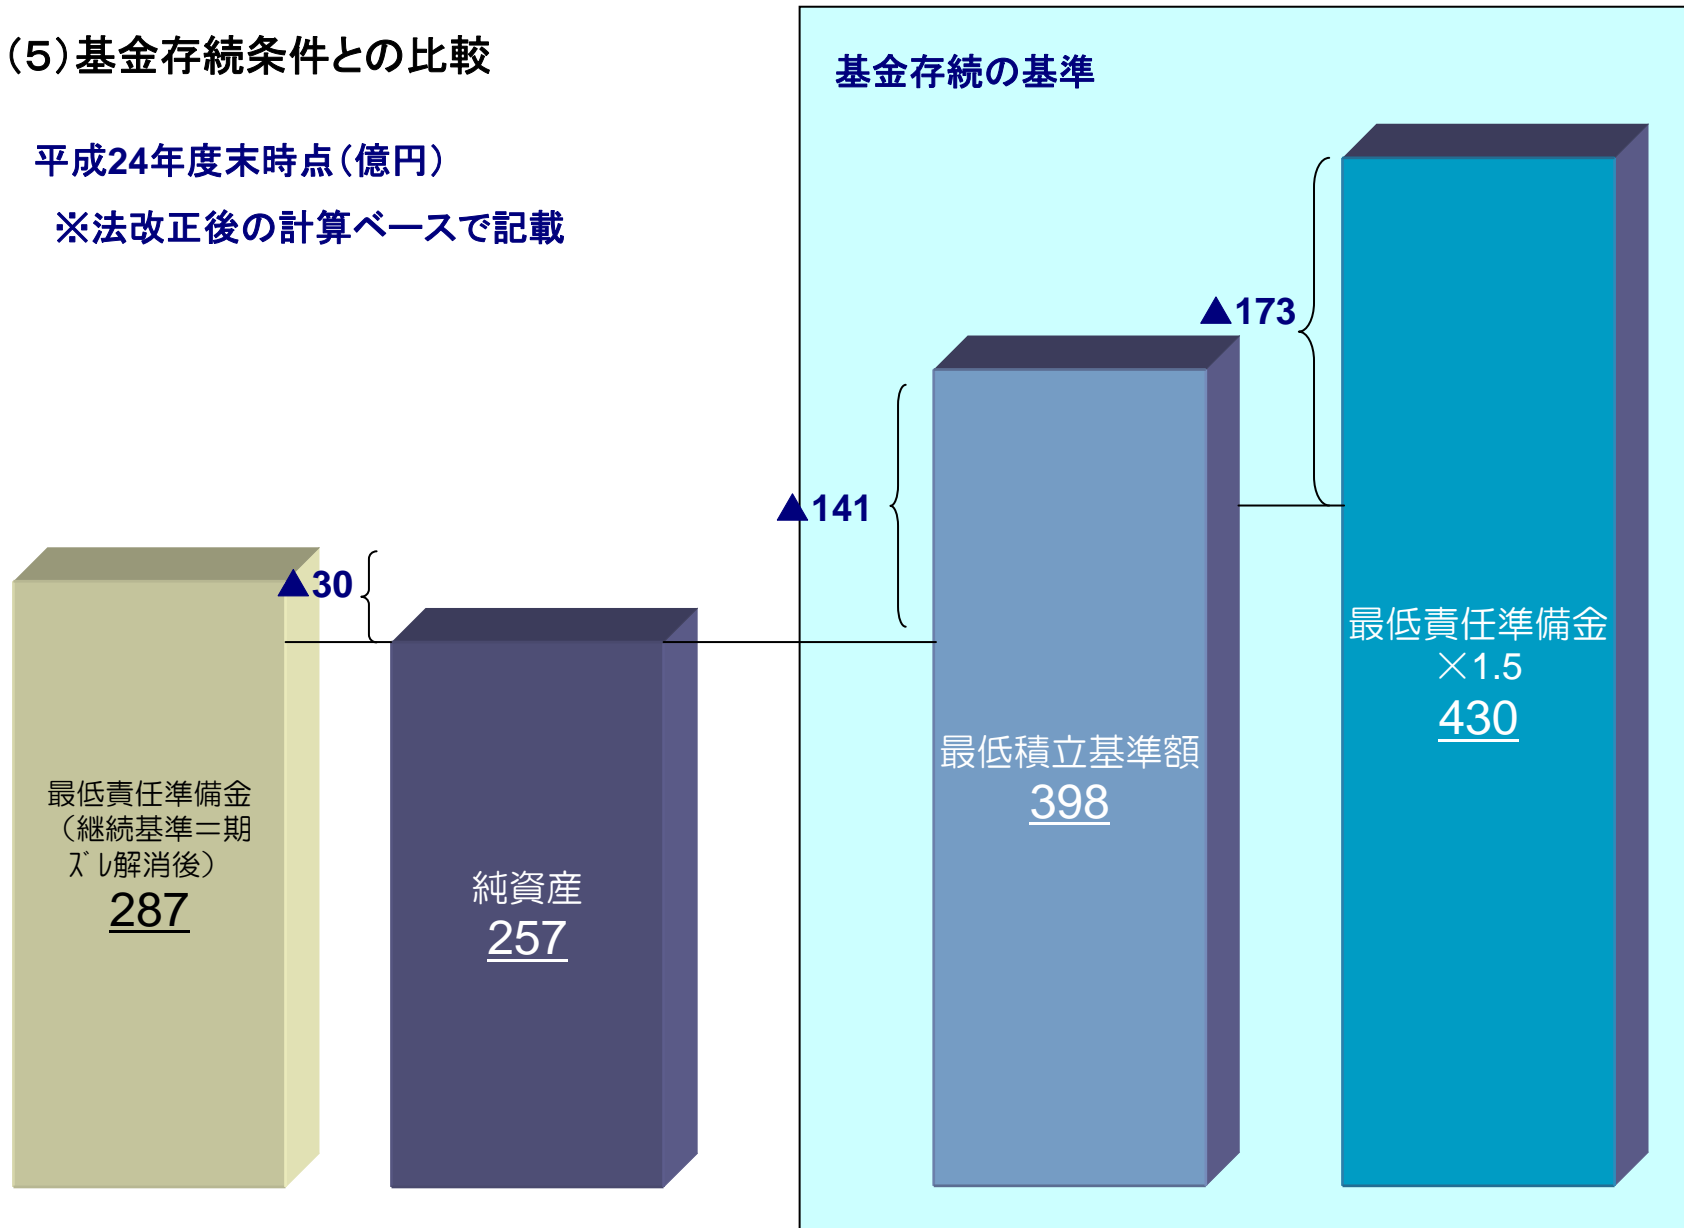 （5）基金存続条件との比較
基金存続の基準
平成24年度末時点（億円）
※法改正後の計算ベースで記載
▲30
▲141
▲173
最低責任準備金
（継続基準＝期
ズレ解消後）
287
純資産
257
最低積立基準額
398
最低責任準備金
×1.5
430